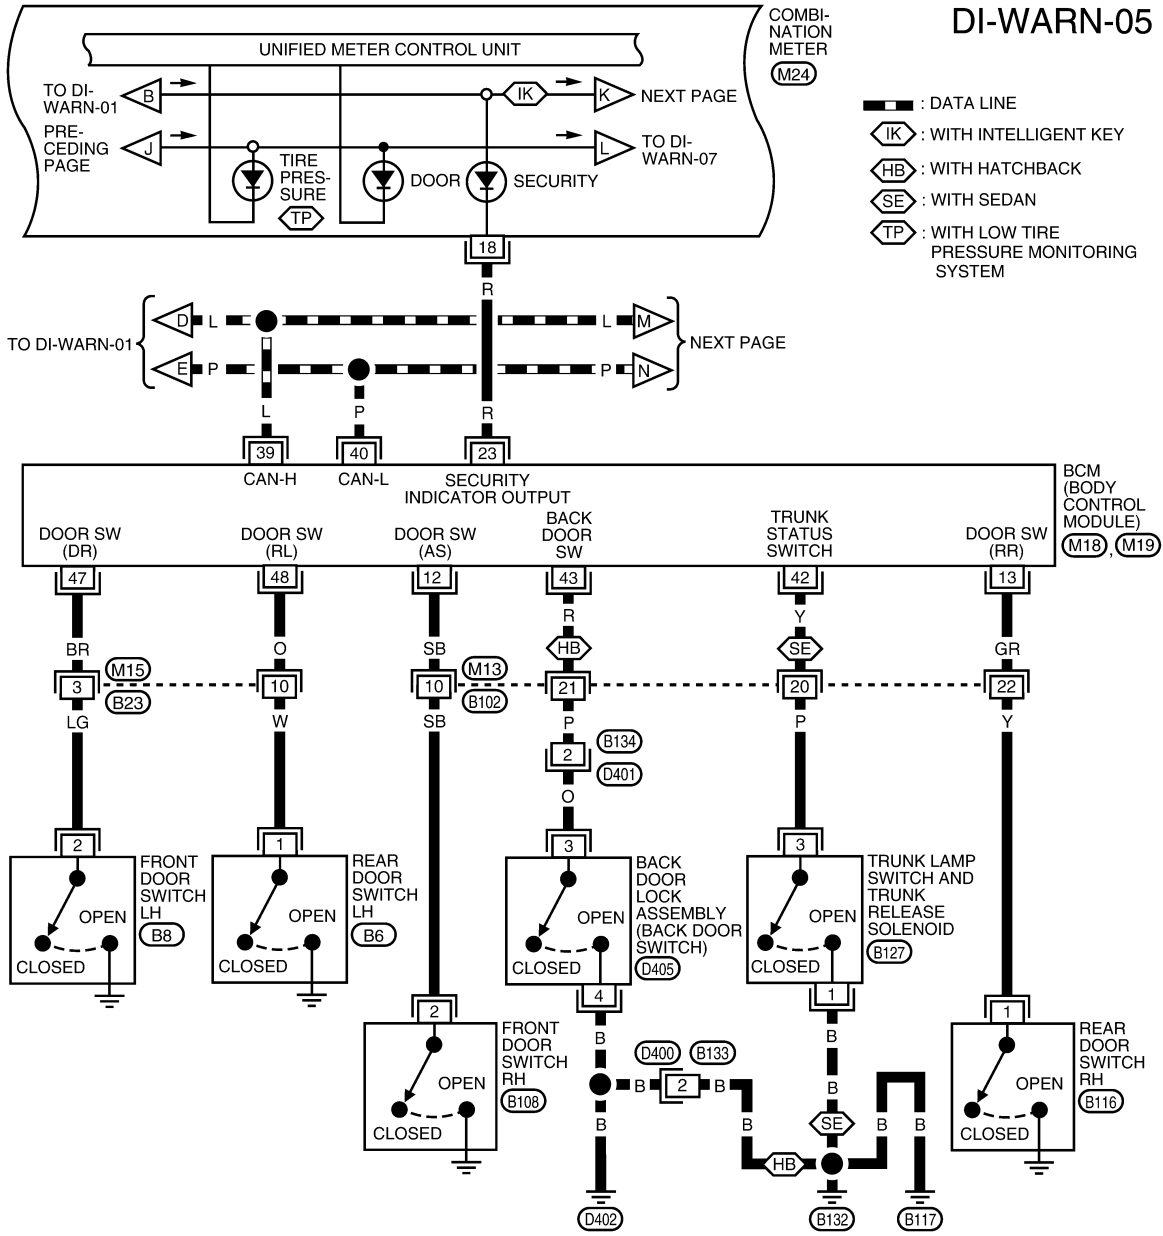 DI-WARN-05
COMBI-
NATION
METER
M24
UNIFIED METER CONTROL UNIT
TO DI-
WARN-01
B
IK
K
NEXT PAGE
PRE-
CEDING
PAGE
J
L
TO DI-
WARN-07
TIRE
PRES-
SURE
TP
DOOR
SECURITY
: DATA LINE
IK : WITH INTELLIGENT KEY
HB : WITH HATCHBACK
SE : WITH SEDAN
TP : WITH LOW TIRE
PRESSURE MONITORING
SYSTEM
18
R
TO DI-WARN-01
D L L M
E P P N
NEXT PAGE
L P R
39 40 23
CAN-H CAN-L SECURITY
INDICATOR OUTPUT
BCM
(BODY
CONTROL
MODULE)
M18 , M19
DOOR SW
(DR)
DOOR SW
(RL)
DOOR SW
(AS)
BACK
DOOR
SW
TRUNK
STATUS
SWITCH
DOOR SW
(RR)
47 48 12 43 42 13
R Y
BR O SB HB SE GR
M15 M13
3 10 10 21 20 22
B23 B102
LG W SB P P Y
2 B134
D401
O
2 1 3 3
FRONT
DOOR
SWITCH
LH
B8
OPEN
CLOSED
REAR
DOOR
SWITCH
LH
B6
OPEN
CLOSED
BACK
DOOR
LOCK
ASSEMBLY
(BACK DOOR
SWITCH)
D405
OPEN
CLOSED
TRUNK LAMP
SWITCH AND
TRUNK
RELEASE
SOLENOID
B127
OPEN
CLOSED
2 4 1 1
FRONT
DOOR
SWITCH
RH
B108
OPEN
CLOSED
REAR
DOOR
SWITCH
RH
B116
OPEN
CLOSED
B B
D400 B133
B 2 B B
B B SE B B
HB
D402 B132 B117